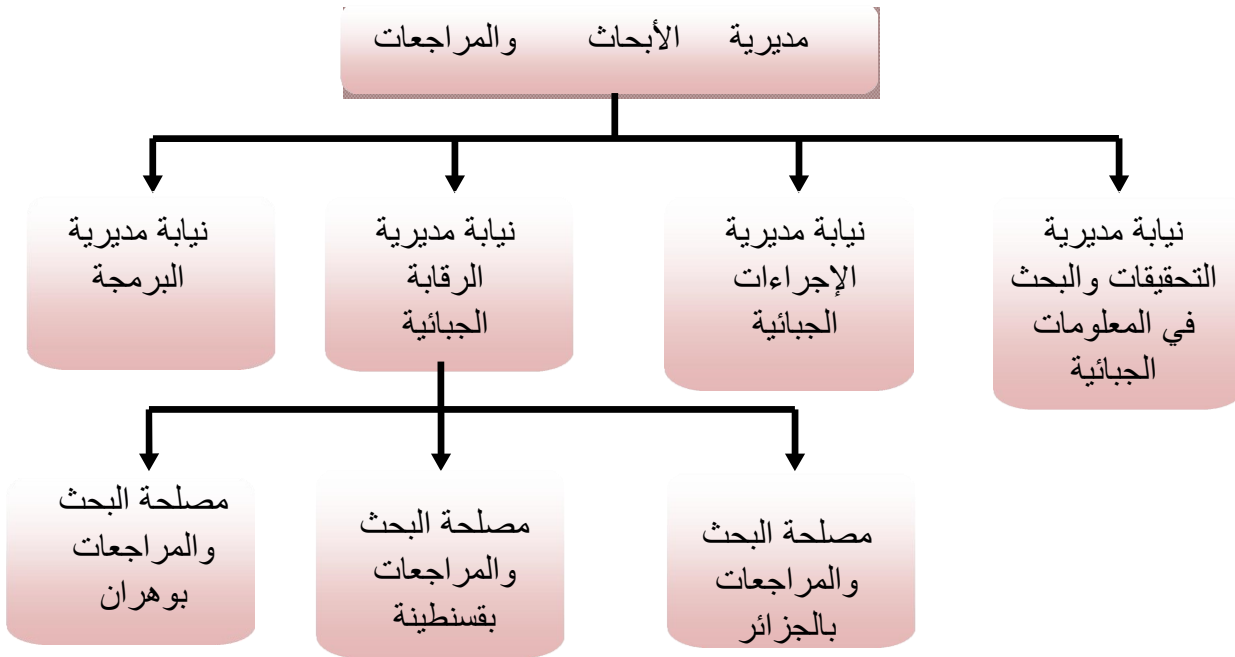 مديرية الأبحاث والمراجعات
نيابة مديرية
التحقيقات والبحث
في المعلومات
الجبائية
نيابة مديرية
الإجراءات
الجبائية
نيابة مديرية
الرقابة
الجبائية
نيابة مديرية
البرمجة
مصلحة البحث
والمراجعات
بالجزائر
مصلحة البحث
والمراجعات
بقسنطينة
مصلحة البحث
والمراجعات
بوهران